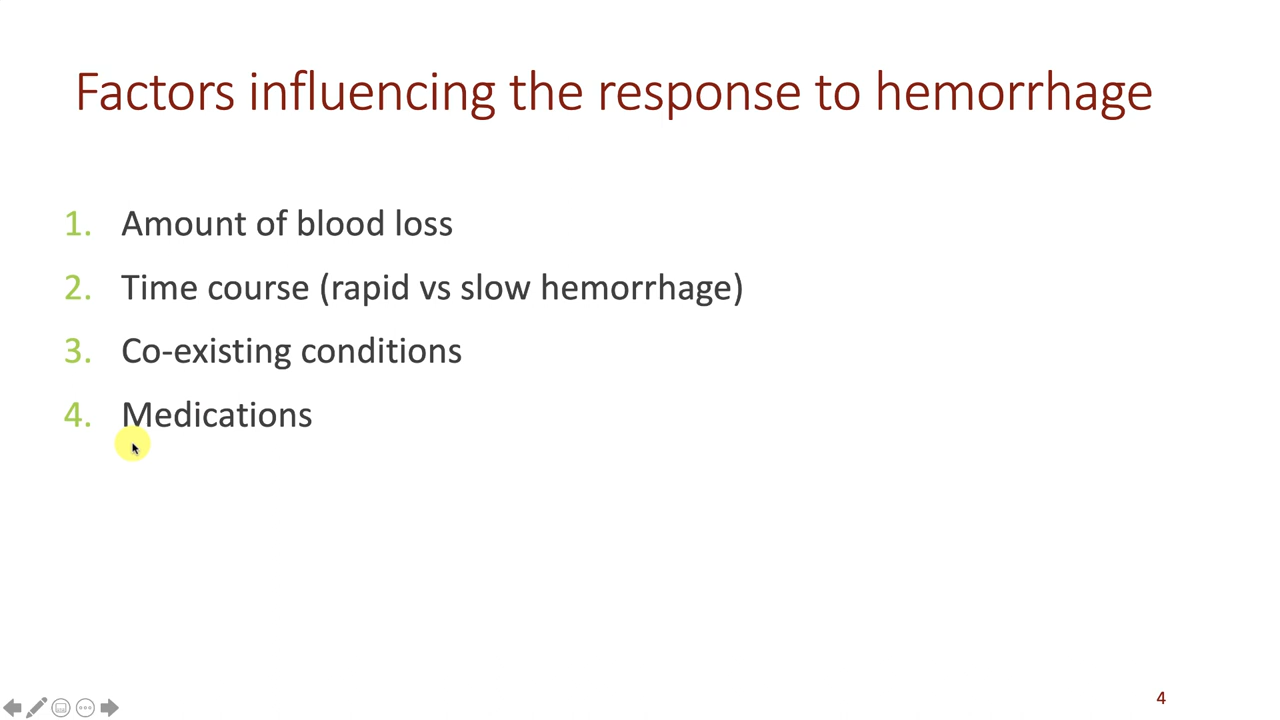 Factors influencing the response to hemorrhage
1. Amount of blood loss
2. Time course (rapid vs slow hemorrhage)
3. Co-existing conditions
4. Medications
4